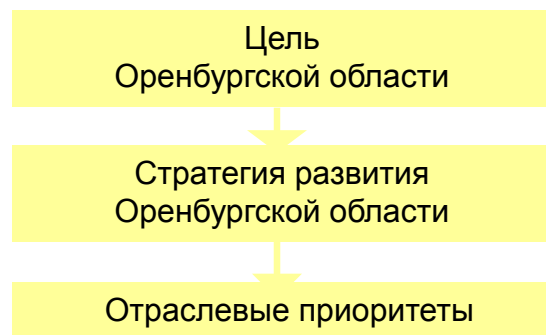 Цель
Оренбургской области
Стратегия развития
Оренбургской области
Отраслевые приоритеты